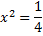 x² = 1/4